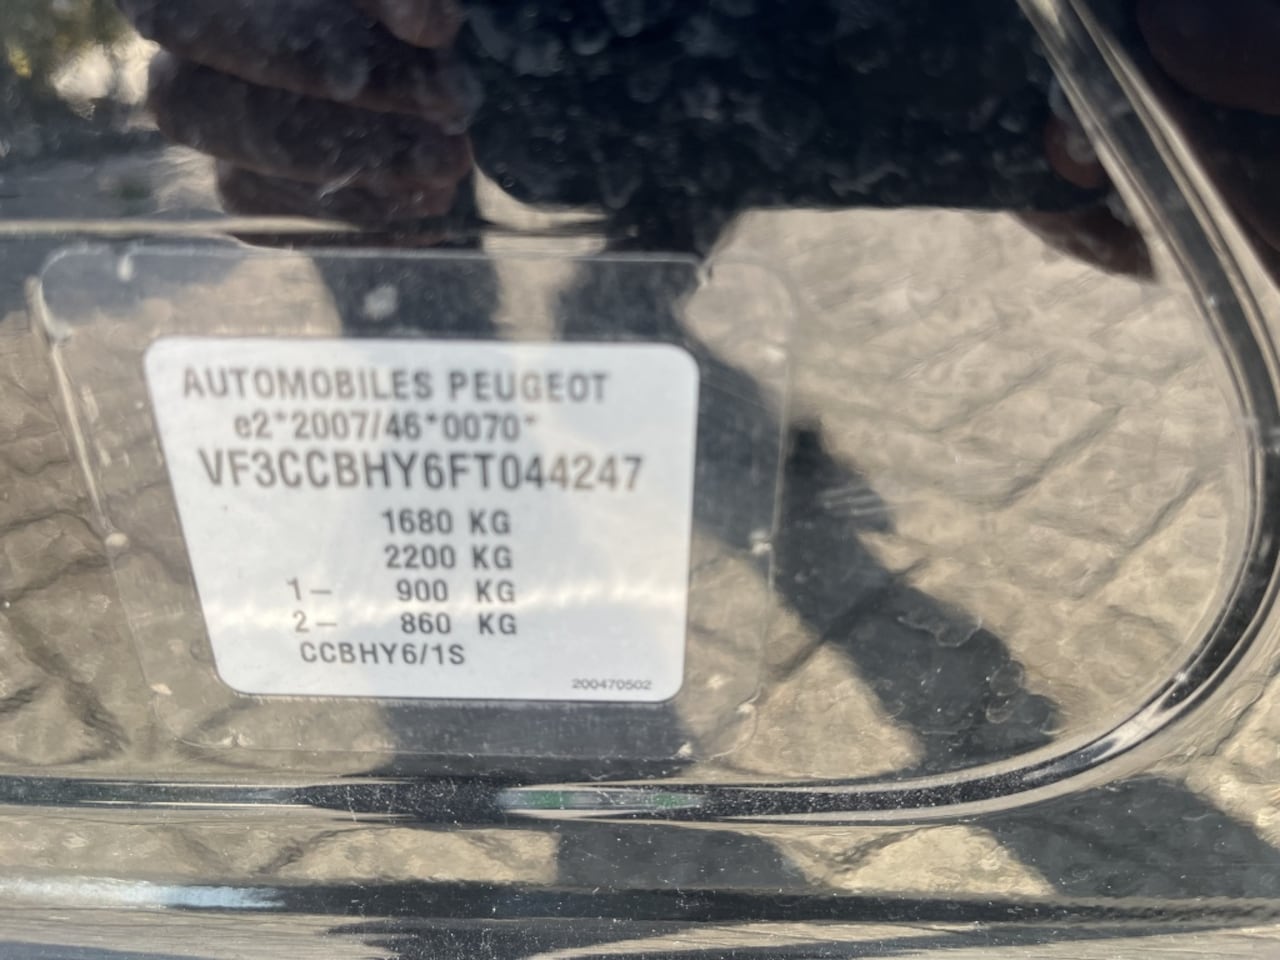 AUTOMOBILES PEUGEOT
e2*2007/46*0070*
VF3CCBHY6FT044247
1680 KG
2200 KG
1- 900 KG
2- 860 KG
CCBHY6/1S
200470502